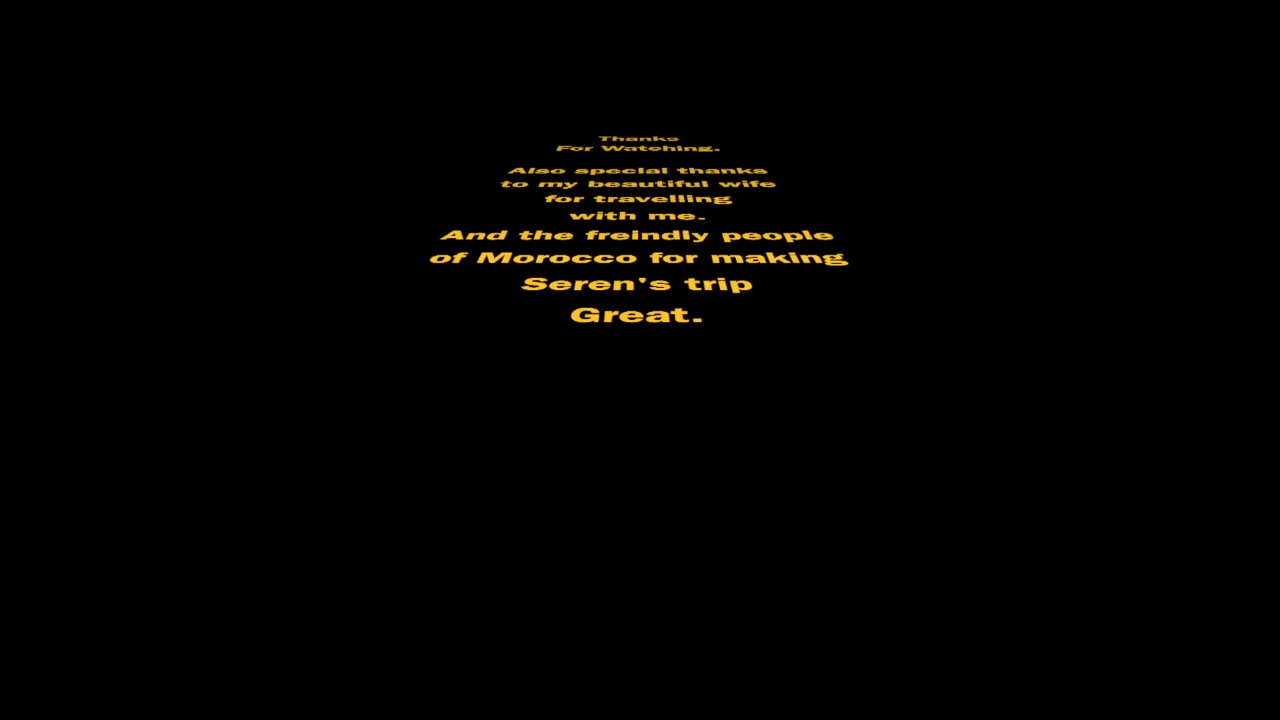 Thanks
For Watching.
Also special thanks
to my beautiful wife
for travelling
with me.
And the freindly people
of Morocco for making
Seren's trip
Great.